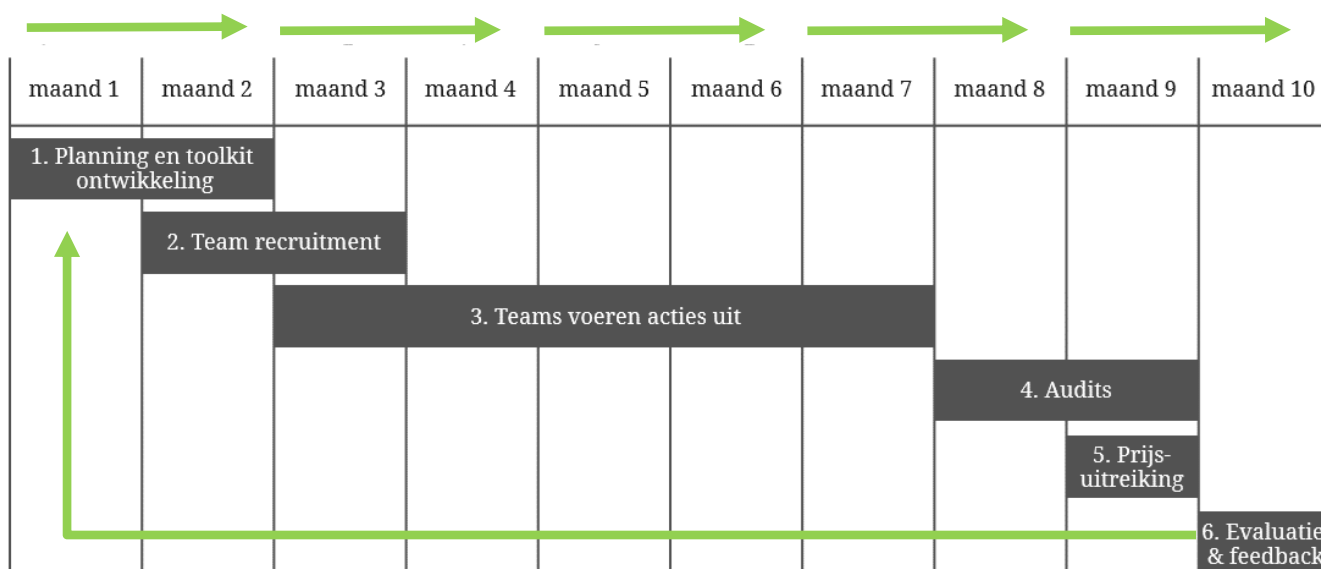 maand 1 maand 2 maand 3 maand 4 maand 5 maand 6 maand 7 maand 8 maand 9 maand 10
1. Planning en toolkit
ontwikkeling
2. Team recruitment
3. Teams voeren acties uit
4. Audits
5. Prijs-
uitreiking
6. Evaluatie
& feedback